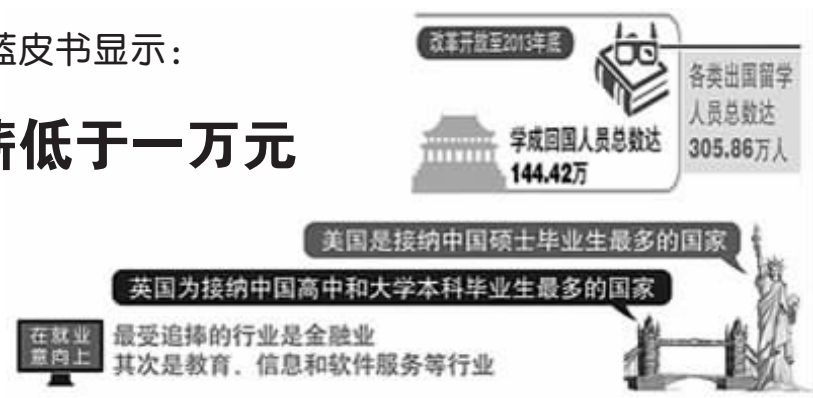 蓝皮书显示：
薪低于一万元
改革开放至2013年底
各类出国留学
人员总数达
305.86万人
学成回国人员总数达
144.42万
美国是接纳中国硕士毕业生最多的国家
英国为接纳中国高中和大学本科毕业生最多的国家
在就业
意向上
最受追捧的行业是金融业
其次是教育、信息和软件服务等行业